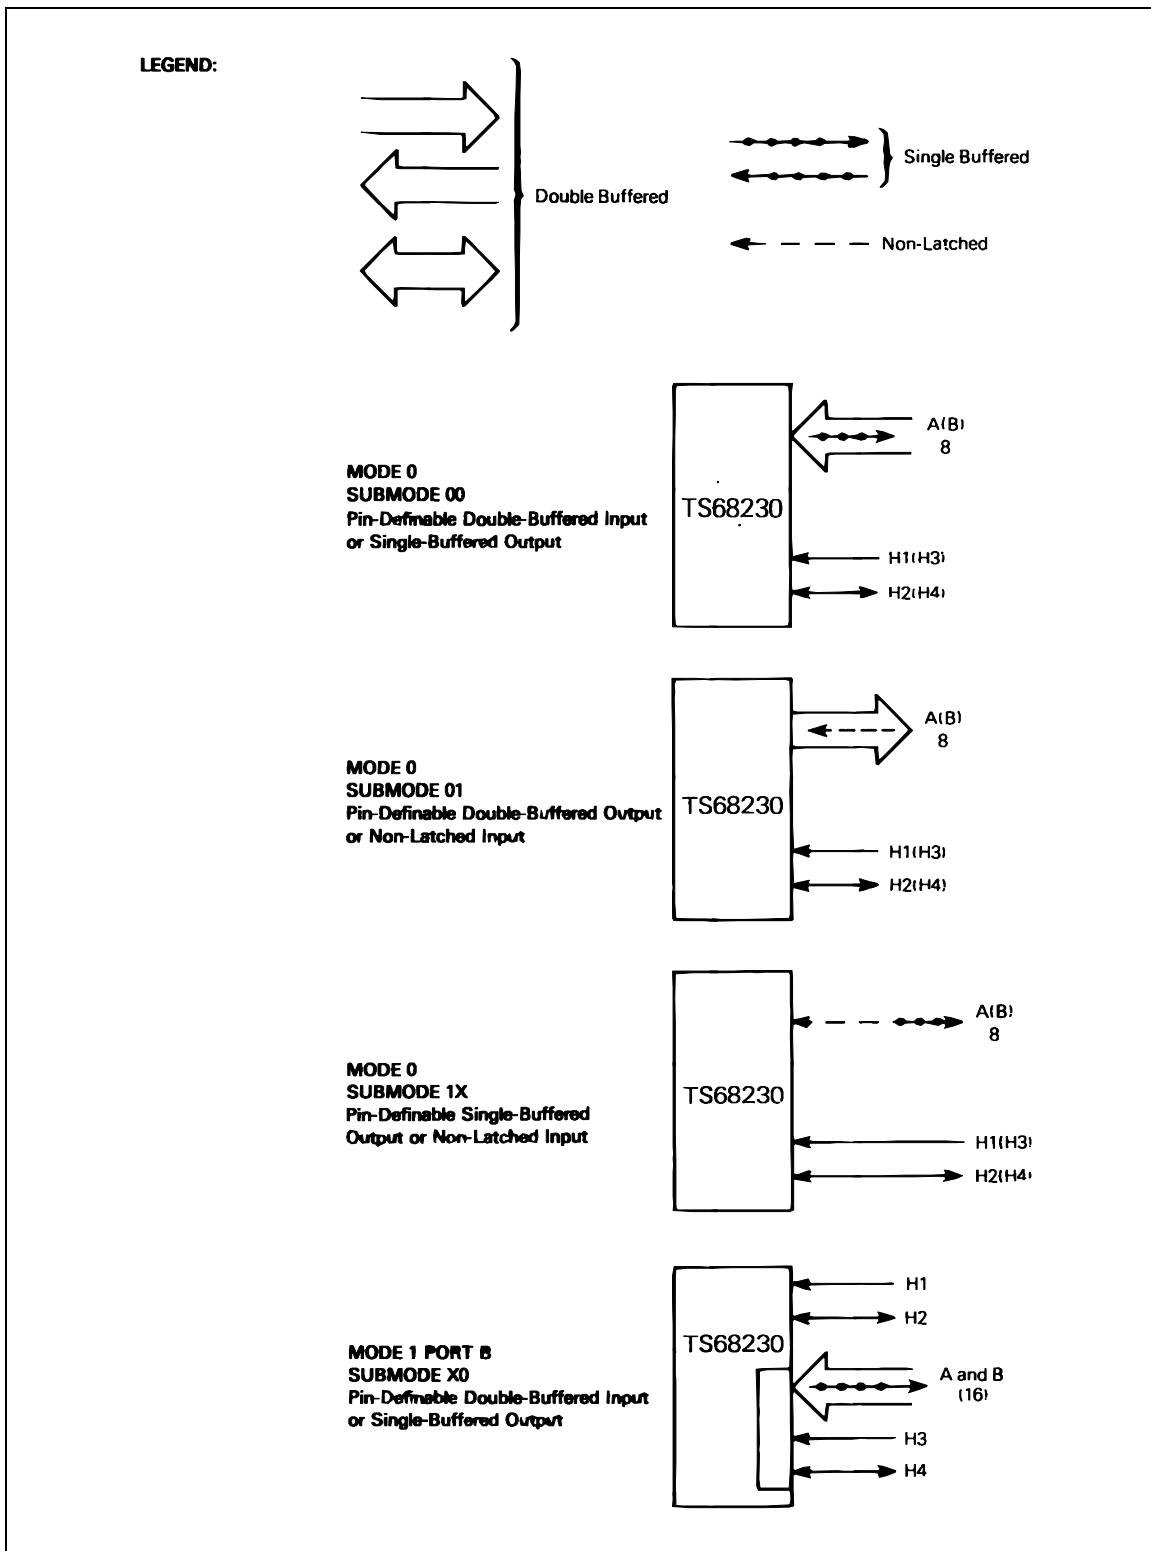 LEGEND:
Double Buffered
Single Buffered
Non-Latched
MODE 0
SUBMODE 00
Pin-Definable Double-Buffered Input
or Single-Buffered Output
TS68230
A(B)
8
H1(H3)
H2(H4)
MODE 0
SUBMODE 01
Pin-Definable Double-Buffered Output
or Non-Latched Input
TS68230
A(B)
8
H1(H3)
H2(H4)
MODE 0
SUBMODE 1X
Pin-Definable Single-Buffered
Output or Non-Latched Input
TS68230
A(B)
8
H1(H3)
H2(H4)
MODE 1 PORT B
SUBMODE X0
Pin-Definable Double-Buffered Input
or Single-Buffered Output
TS68230
H1
H2
A and B
(16)
H3
H4